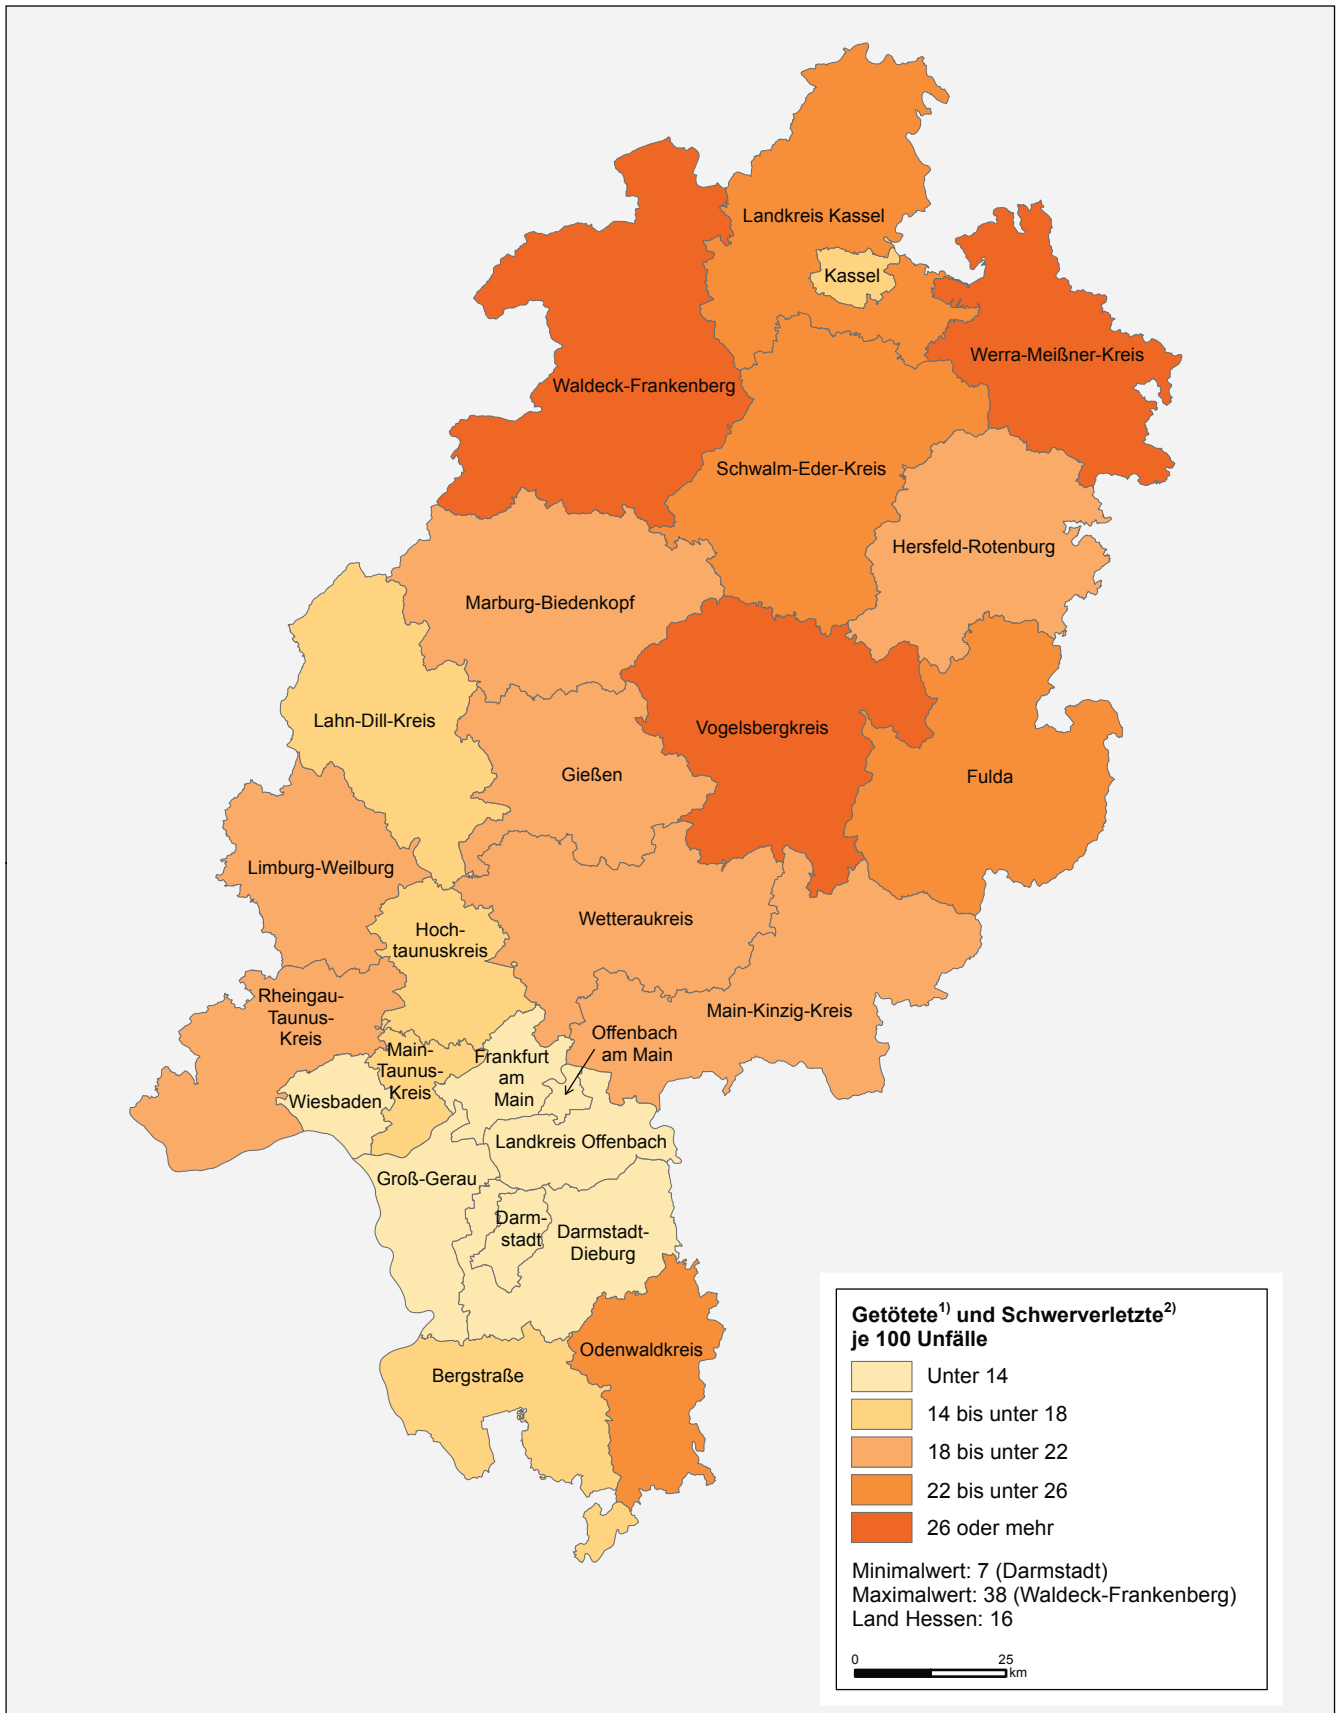 Landkreis Kassel
Kassel
Werra-Meißner-Kreis
Waldeck-Frankenberg
Schwalm-Eder-Kreis
Hersfeld-Rotenburg
Marburg-Biedenkopf
Lahn-Dill-Kreis
Vogelsbergkreis
Gießen
Fulda
Limburg-Weilburg
Wetteraukreis
Hoch-
taunuskreis
Rheingau-
Taunus-
Kreis
Main-Kinzig-Kreis
Offenbach
am Main
Main-
Taunus-
Kreis
Frankfurt
am
Main
Wiesbaden
Landkreis Offenbach
Groß-Gerau
Darm-
stadt
Darmstadt-
Dieburg
Odenwaldkreis
Bergstraße
Getötete1) und Schwerverletzte2)
je 100 Unfälle
Unter 14
14 bis unter 18
18 bis unter 22
22 bis unter 26
26 oder mehr
Minimalwert: 7 (Darmstadt)
Maximalwert: 38 (Waldeck-Frankenberg)
Land Hessen: 16
0 25
km